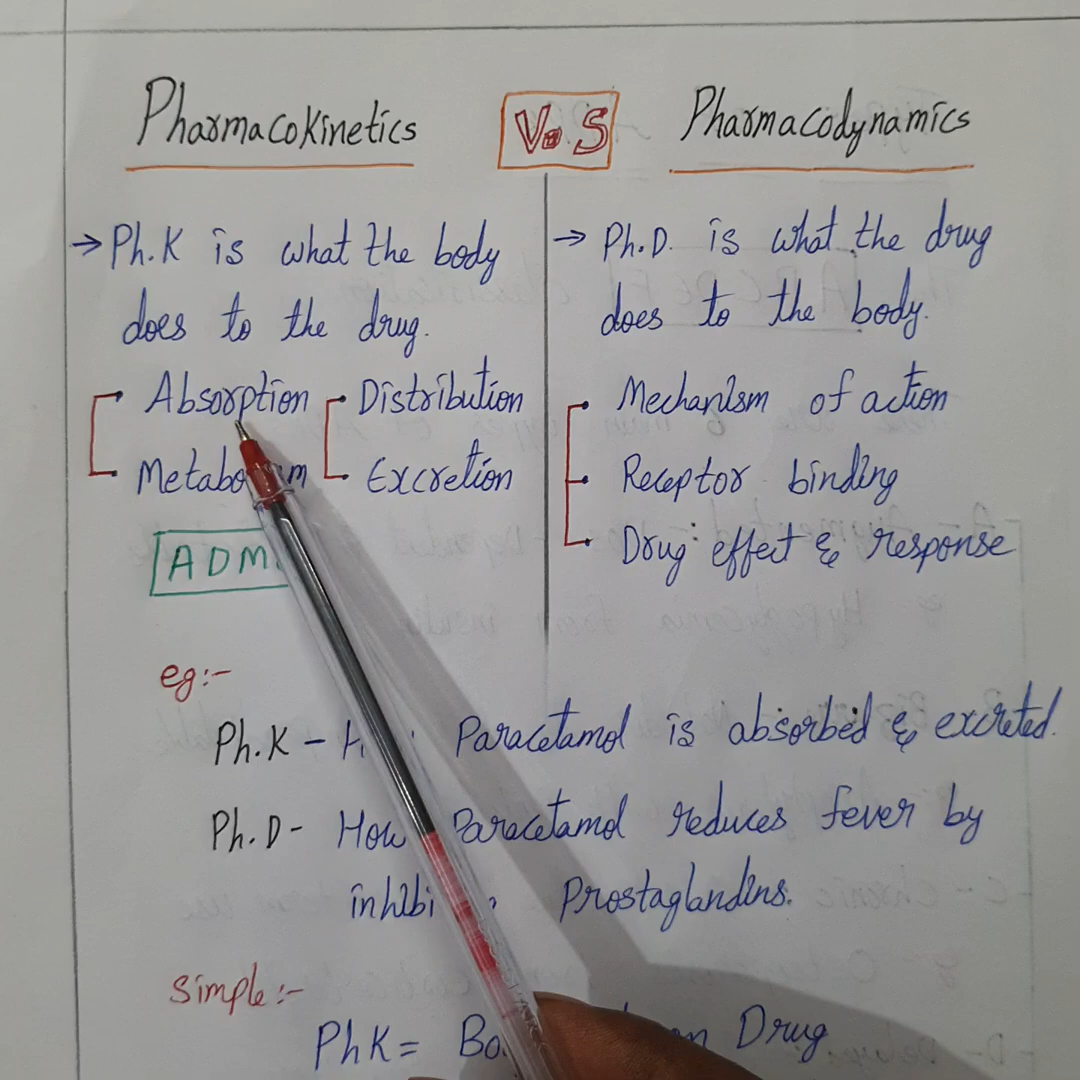 Pharmacokinetics V.S Pharmacodynamics
→ Ph.K is what the body
does to the drug.
• Absorption • Distribution
• Metabo m • Excretion
ADM
→ Ph.D. is what the drug
does to the body.
• Mechanism of action
• Receptor binding
• Drug effect & response
eg:-
Ph.K - Paracetamol is absorbed & excreted.
Ph.D - How Paracetamol reduces fever by
inhibi Prostaglandins.
Simple:-
PhK = Drug